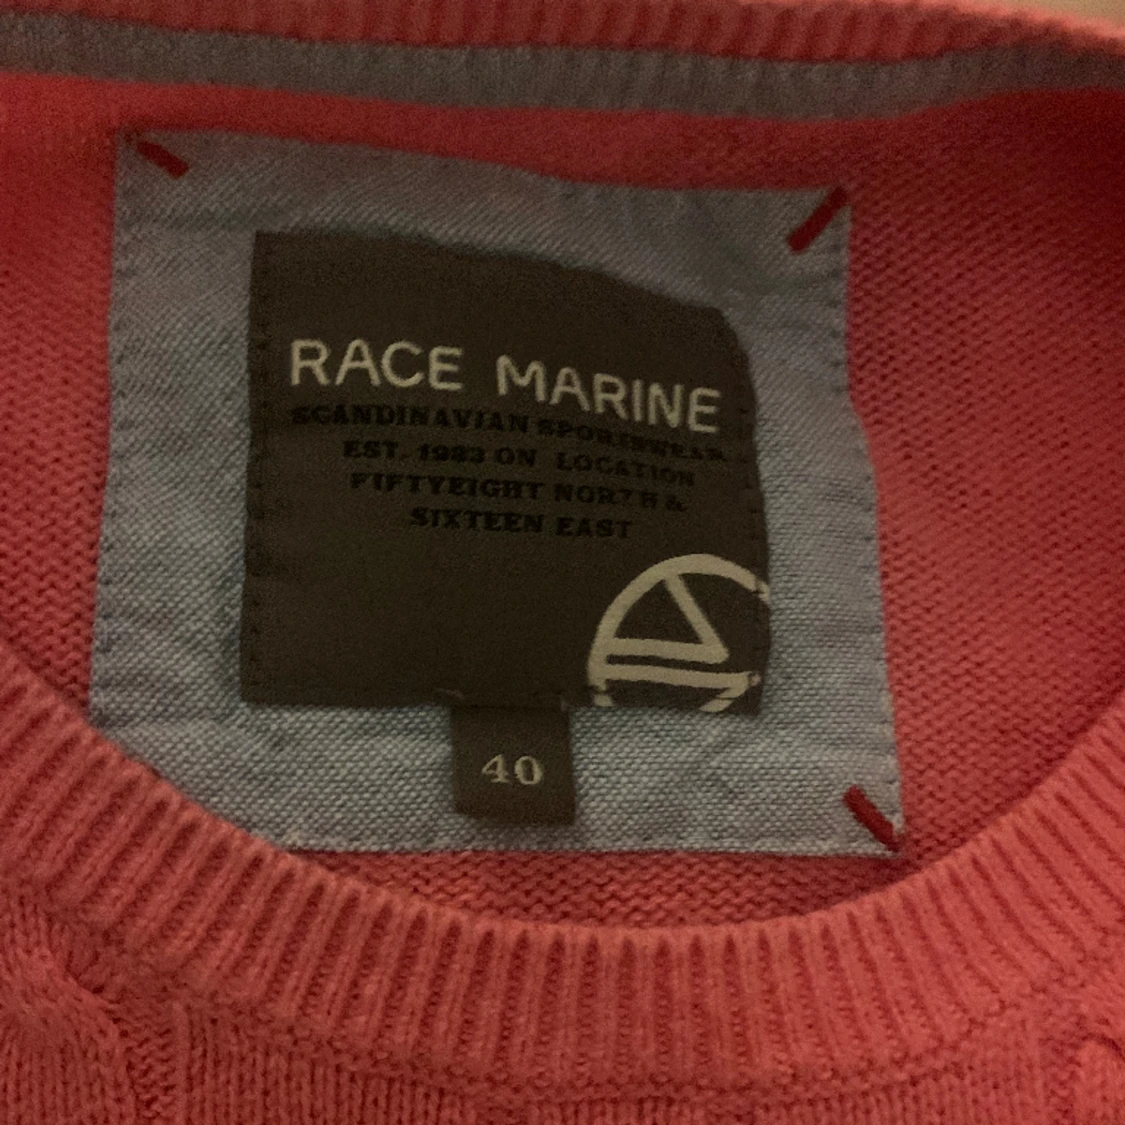 RACE MARINE
SCANDINAVIAN SPORTSWEAR
EST. 1983 ON LOCATION
FIFTYEIGHT NORTH &
SIXTEEN EAST
40